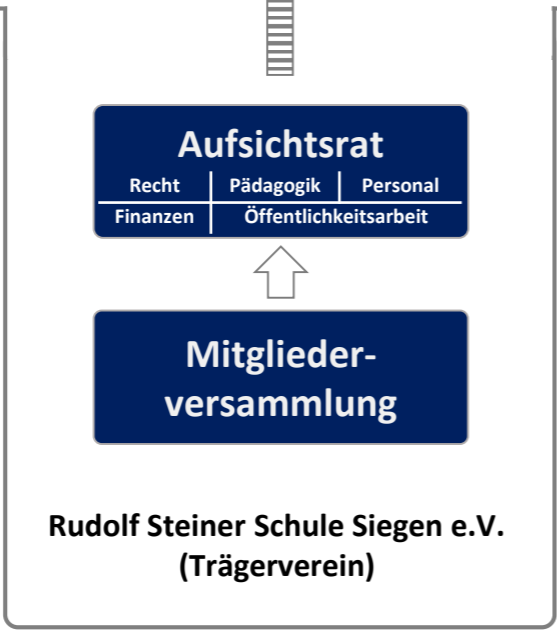 Aufsichtsrat
Recht Pädagogik Personal
Finanzen Öffentlichkeitsarbeit
Mitglieder-
versammlung
Rudolf Steiner Schule Siegen e.V.
(Trägerverein)